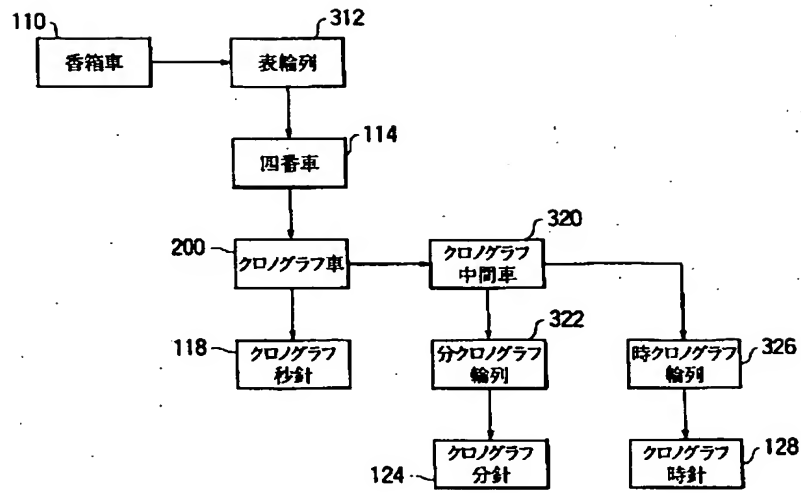 110
312
香箱車
表輪列
114
四番車
320
200
クロノグラフ車
クロノグラフ
中間車
322
118
クロノグラフ
秒針
分クロノグラフ
輪列
時クロノグラフ
輪列
326
124
クロノグラフ
分針
クロノグラフ
時針
128